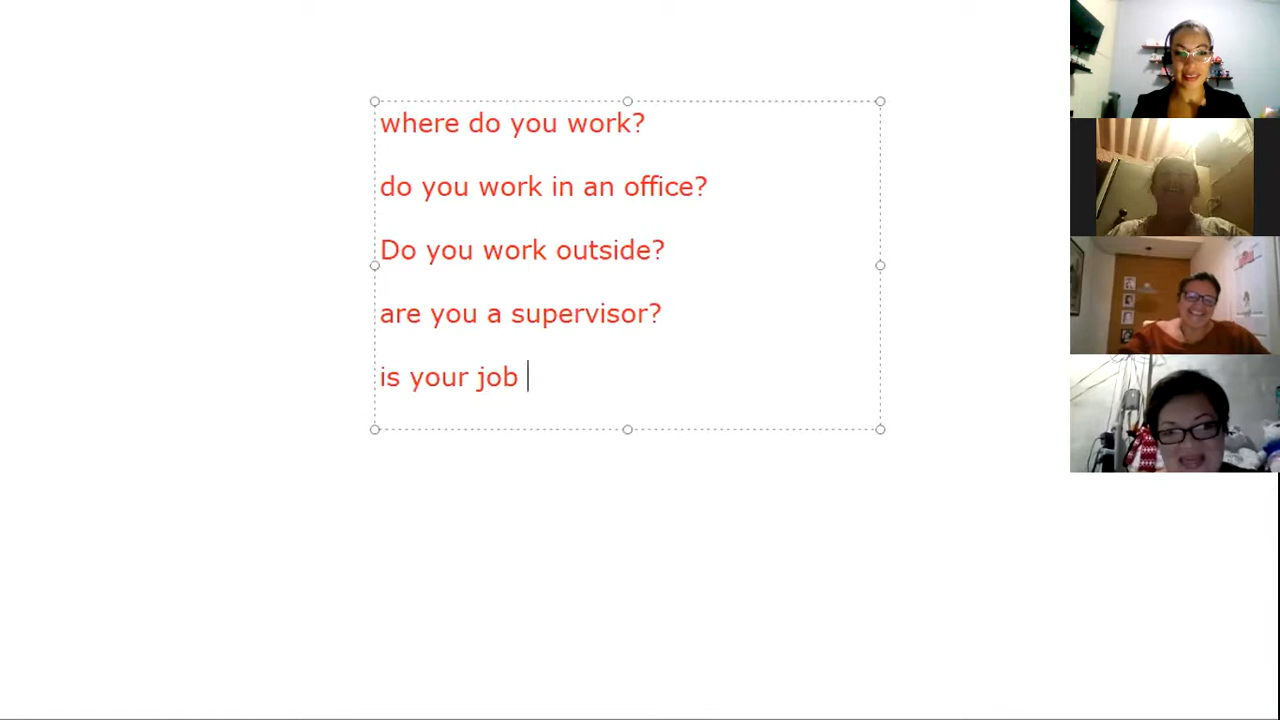 where do you work?
do you work in an office?
Do you work outside?
are you a supervisor?
is your job